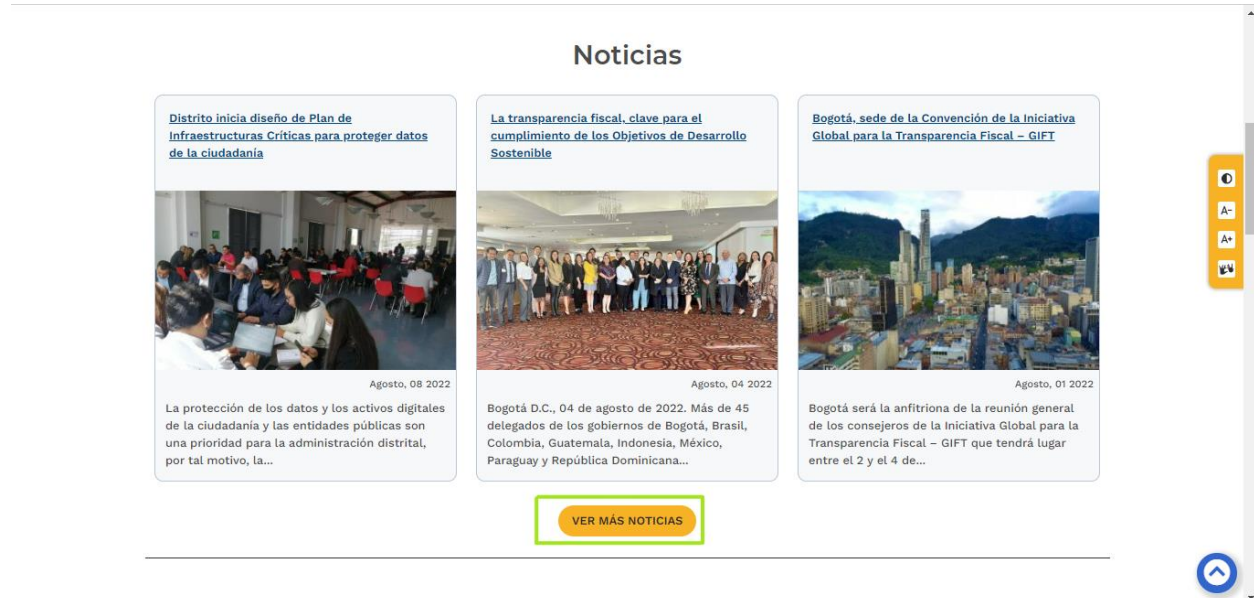 Noticias
Distrito inicia diseño de Plan de
Infraestructuras Críticas para proteger datos
de la ciudadanía
Agosto, 08 2022
La protección de los datos y los activos digitales
de la ciudadanía y las entidades públicas son
una prioridad para la administración distrital,
por tal motivo, la...
La transparencia fiscal, clave para el
cumplimiento de los Objetivos de Desarrollo
Sostenible
Agosto, 04 2022
Bogotá D.C., 04 de agosto de 2022. Más de 45
delegados de los gobiernos de Bogotá, Brasil,
Colombia, Guatemala, Indonesia, México,
Paraguay y República Dominicana...
Bogotá, sede de la Convención de la Iniciativa
Global para la Transparencia Fiscal – GIFT
Agosto, 01 2022
Bogotá será la anfitriona de la reunión general
de los consejeros de la Iniciativa Global para la
Transparencia Fiscal – GIFT que tendrá lugar
entre el 2 y el 4 de...
VER MÁS NOTICIAS
A-
A+